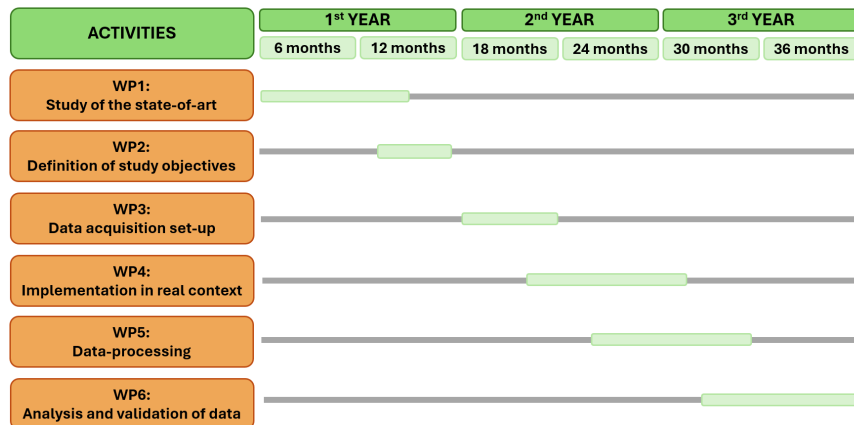 ACTIVITIES
1st YEAR
2nd YEAR
3rd YEAR
6 months
12 months
18 months
24 months
30 months
36 months
WP1:
Study of the state-of-art
WP2:
Definition of study objectives
WP3:
Data acquisition set-up
WP4:
Implementation in real context
WP5:
Data-processing
WP6:
Analysis and validation of data